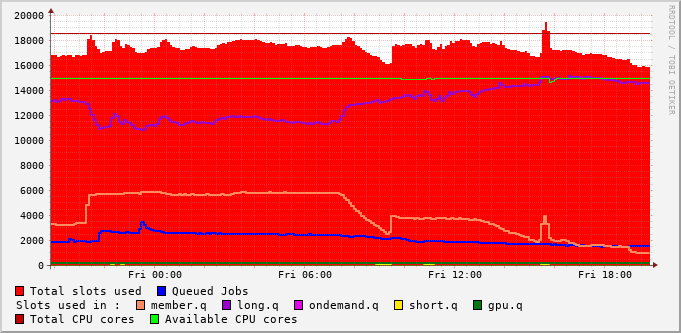 20000
18000
16000
14000
12000
10000
8000
6000
4000
2000
0
Fri 00:00 Fri 06:00 Fri 12:00 Fri 18:00
Total slots used Queued Jobs
Slots used in : member.q long.q ondemand.q short.q gpu.q
Total CPU cores Available CPU cores
RRDTOOL / TOBI OETIKER